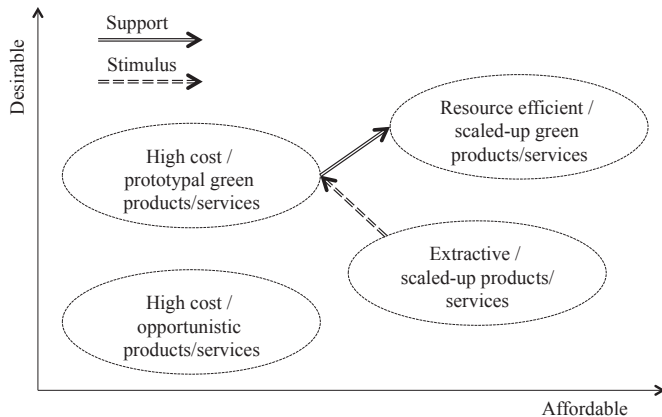 Support
Stimulus
Desirable
Resource efficient /
scaled-up green
products/services
High cost /
prototypal green
products/services
Extractive /
scaled-up products/
services
High cost /
opportunistic
products/services
Affordable